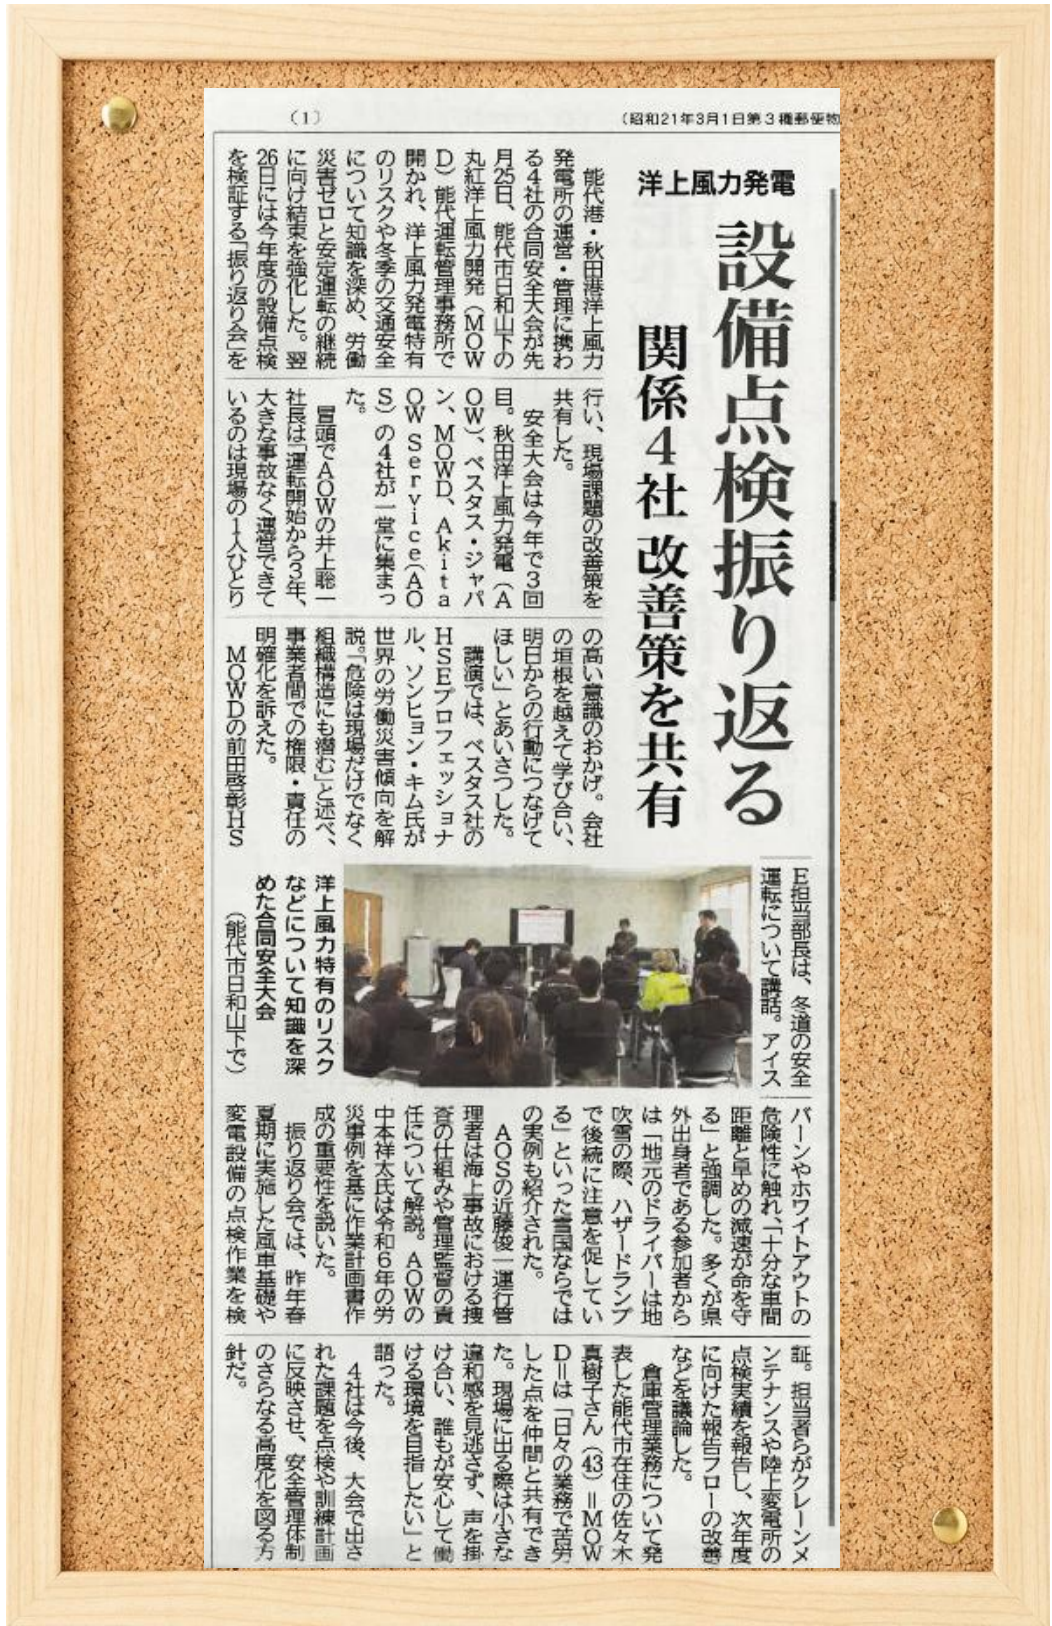 (1)
(昭和21年3月1日第3種郵便物
洋上風力発電
設備点検振り返る
関係4社 改善策を共有
能代港・秋田港洋上風力
発電所の運営・管理に携わ
る4社の合同安全大会が先
月25日、能代市日和山下の
丸紅洋上風力開発(MOW
D)能代運転管理事務所で
開かれ、洋上風力発電特有
のリスクや冬季の交通安全
について知識を深め、労働
災害ゼロと安定運転の継続
に向け結束を強化した。翌
26日には今年度の設備点検
を検証する「振り返り会」を
行い、現場課題の改善策を
共有した。
安全大会は今年で3回
目。秋田洋上風力発電(A
OW)、ベスタス・ジャパ
ン、MOWD、Akita
OW Service(AO
S)の4社が一堂に集まっ
た。
冒頭でAOWの井上聡一
社長は「運転開始から3年、
大きな事故なく運営できて
いるのは現場の1人ひとり
の高い意識のおかげ。会社
の垣根を越えて学び合い、
明日からの行動につなげて
ほしい」とあいさつした。
講演では、ベスタス社の
HSEプロフェッショナ
ル、ソンヒョン・キム氏が
世界の労働災害傾向を解
説。「危険は現場だけでなく
組織構造にも潜む」と述べ、
事業者間での権限・責任の
明確化を訴えた。
MOWDの前田啓彰HS
E担当部長は、冬道の安全
運転について講話。アイス
洋上風力特有のリスク
などについて知識を深
めた合同安全大会
(能代市日和山下で)
バーンやホワイトアウトの
危険性に触れ、「十分な車間
距離と早めの減速が命を守
る」と強調した。多くが県
外出身者である参加者から
は「地元のドライバーは地
吹雪の際、ハザードランプ
で後続に注意を促してい
る」といった雪国ならでは
の実例も紹介された。
AOSの近藤俊一運行管
理者は海上事故における捜
査の仕組みや管理監督の責
任について解説。AOWの
中本祥太氏は令和6年の労
災事例を基に作業計画書作
成の重要性を説いた。
振り返り会では、昨年春
夏期に実施した風車基礎や
変電設備の点検作業を検
証。担当者らがクレーンメ
ンテナンスや陸上変電所の
点検実績を報告し、次年度
に向けた報告フローの改善
などを議論した。
倉庫管理業務について発
表した能代市在住の佐々木
真樹子さん(43)=MOW
D=は「日々の業務で苦労
した点を仲間と共有でき
た。現場に出る際は小さな
違和感を見逃さず、声を掛
け合い、誰もが安心して働
ける環境を目指したい」と
語った。
4社は今後、大会で出さ
れた課題を点検や訓練計画
に反映させ、安全管理体制
のさらなる高度化を図る方
針だ。